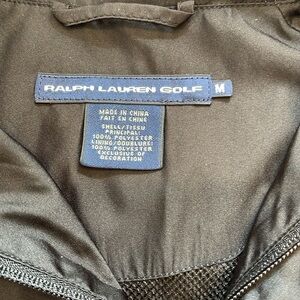 RALPH LAUREN GOLF
M
MADE IN CHINA
FAIT EN CHINE
SHELL/TISSU
PRINCIPAL:
100% POLYESTER
LINING/DOUBLURE:
100% POLYESTER
EXCLUSIVE OF
DECORATION